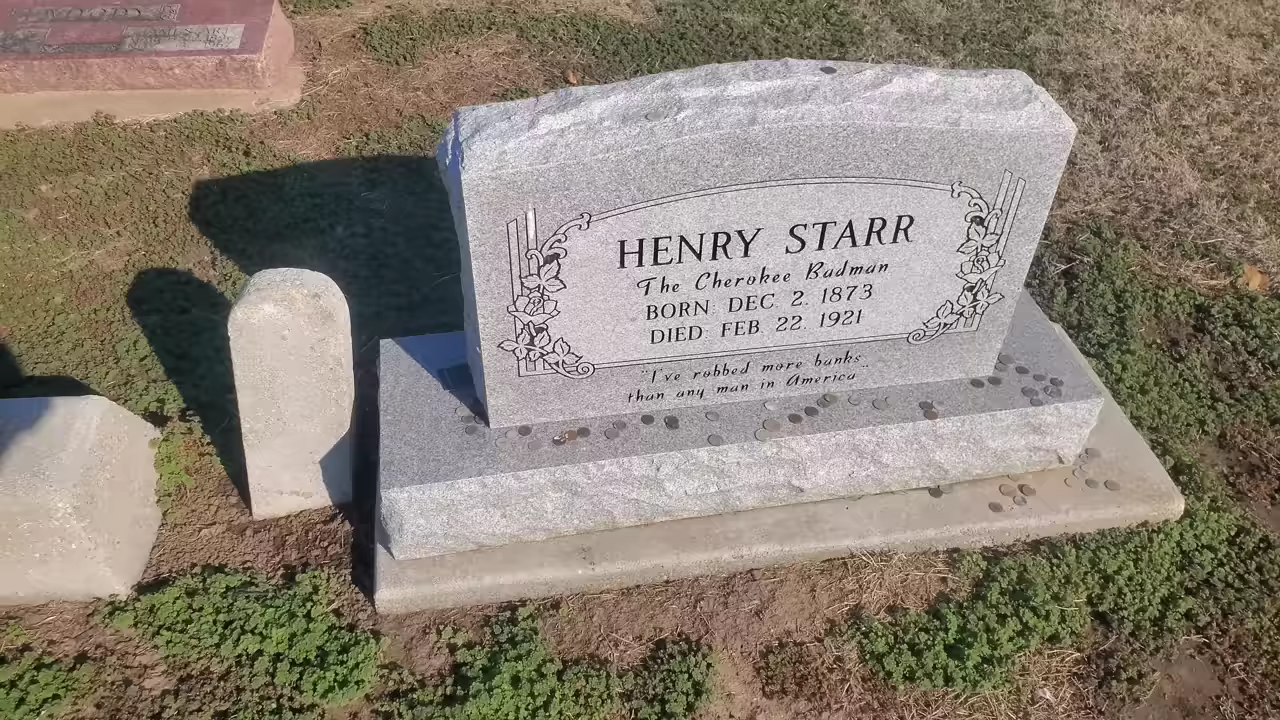 HENRY STARR
The Cherokee Badman
BORN DEC. 2. 1873
DIED FEB. 22. 1921
"I've robbed more banks
than any man in America"